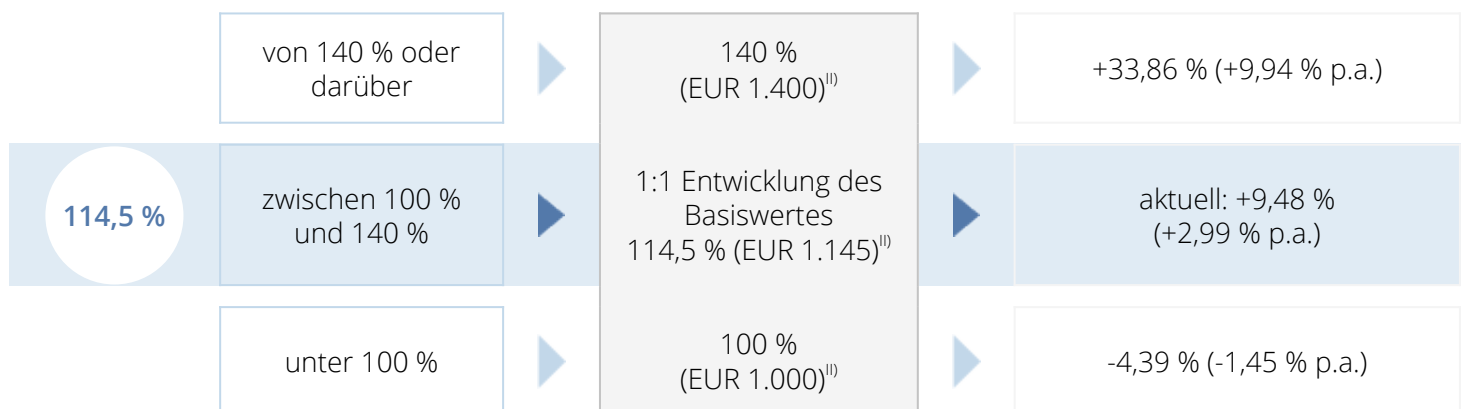 von 140 % oder
darüber
140 %
(EUR 1.400)II)
+33,86 % (+9,94 % p.a.)
114,5 %
zwischen 100 %
und 140 %
1:1 Entwicklung des
Basiswertes
114,5 % (EUR 1.145)II)
aktuell: +9,48 %
(+2,99 % p.a.)
unter 100 %
100 %
(EUR 1.000)II)
-4,39 % (-1,45 % p.a.)